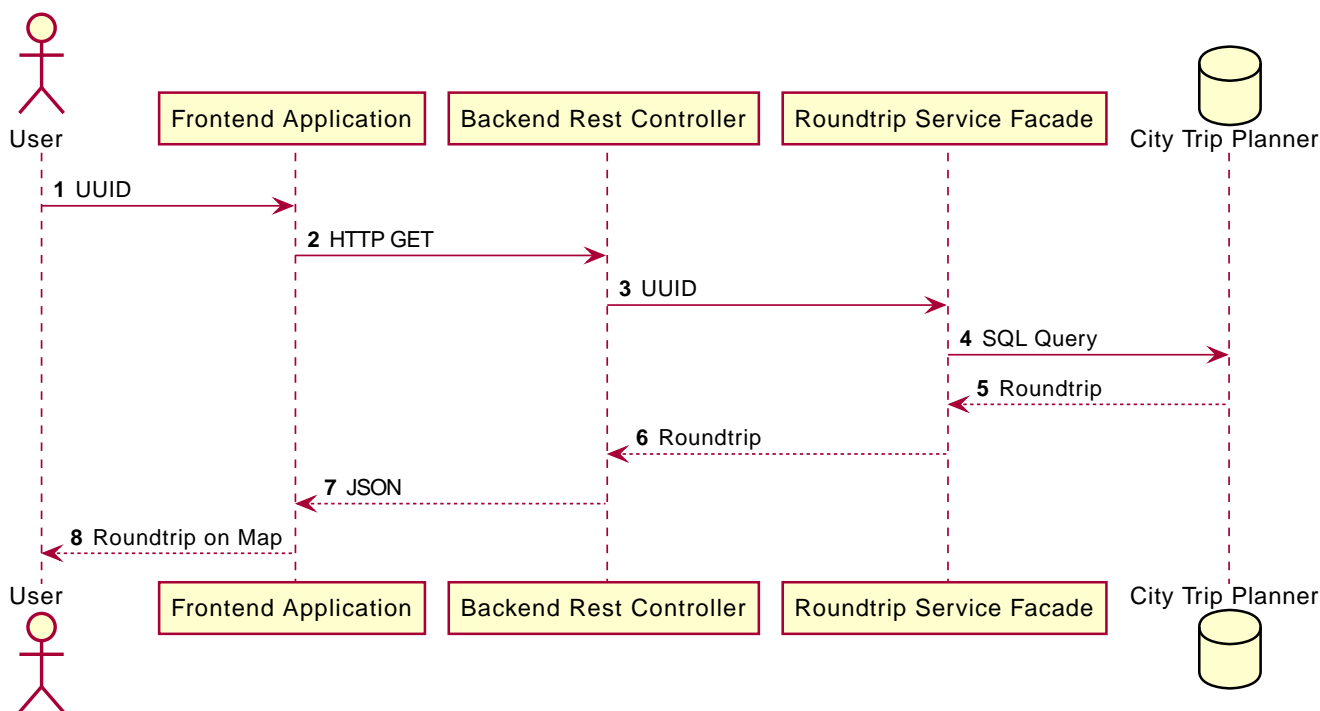 User
Frontend Application
Backend Rest Controller
Roundtrip Service Facade
City Trip Planner
1 UUID
2 HTTP GET
3 UUID
4 SQL Query
5 Roundtrip
6 Roundtrip
7 JSON
8 Roundtrip on Map
User
Frontend Application
Backend Rest Controller
Roundtrip Service Facade
City Trip Planner